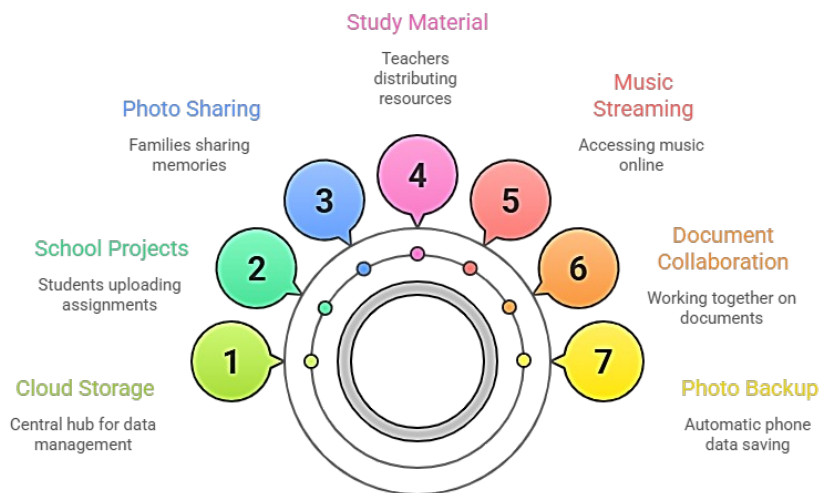 Study Material
Teachers
distributing
resources
Photo Sharing
Families sharing
memories
Music
Streaming
Accessing music
online
School Projects
Students uploading
assignments
Document
Collaboration
Working together on
documents
Cloud Storage
Central hub for data
management
Photo Backup
Automatic phone
data saving
1
2
3
4
5
6
7